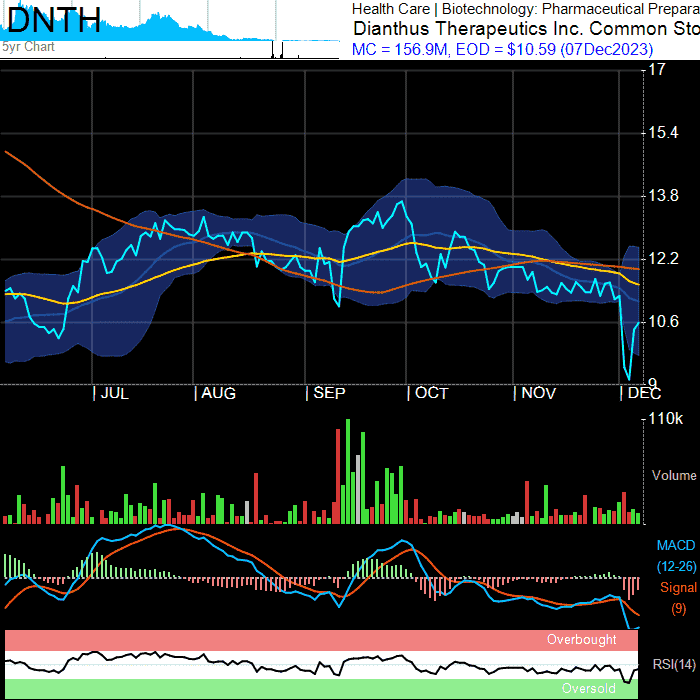 DNTH
5yr Chart
Health Care | Biotechnology: Pharmaceutical Prepara
Dianthus Therapeutics Inc. Common Sto
MC = 156.9M, EOD = $10.59 (07Dec2023)
17
15.4
13.8
12.2
10.6
9
JUL AUG SEP OCT NOV DEC
110k
Volume
MACD
(12-26)
Signal
(9)
Overbought
RSI(14)
Oversold